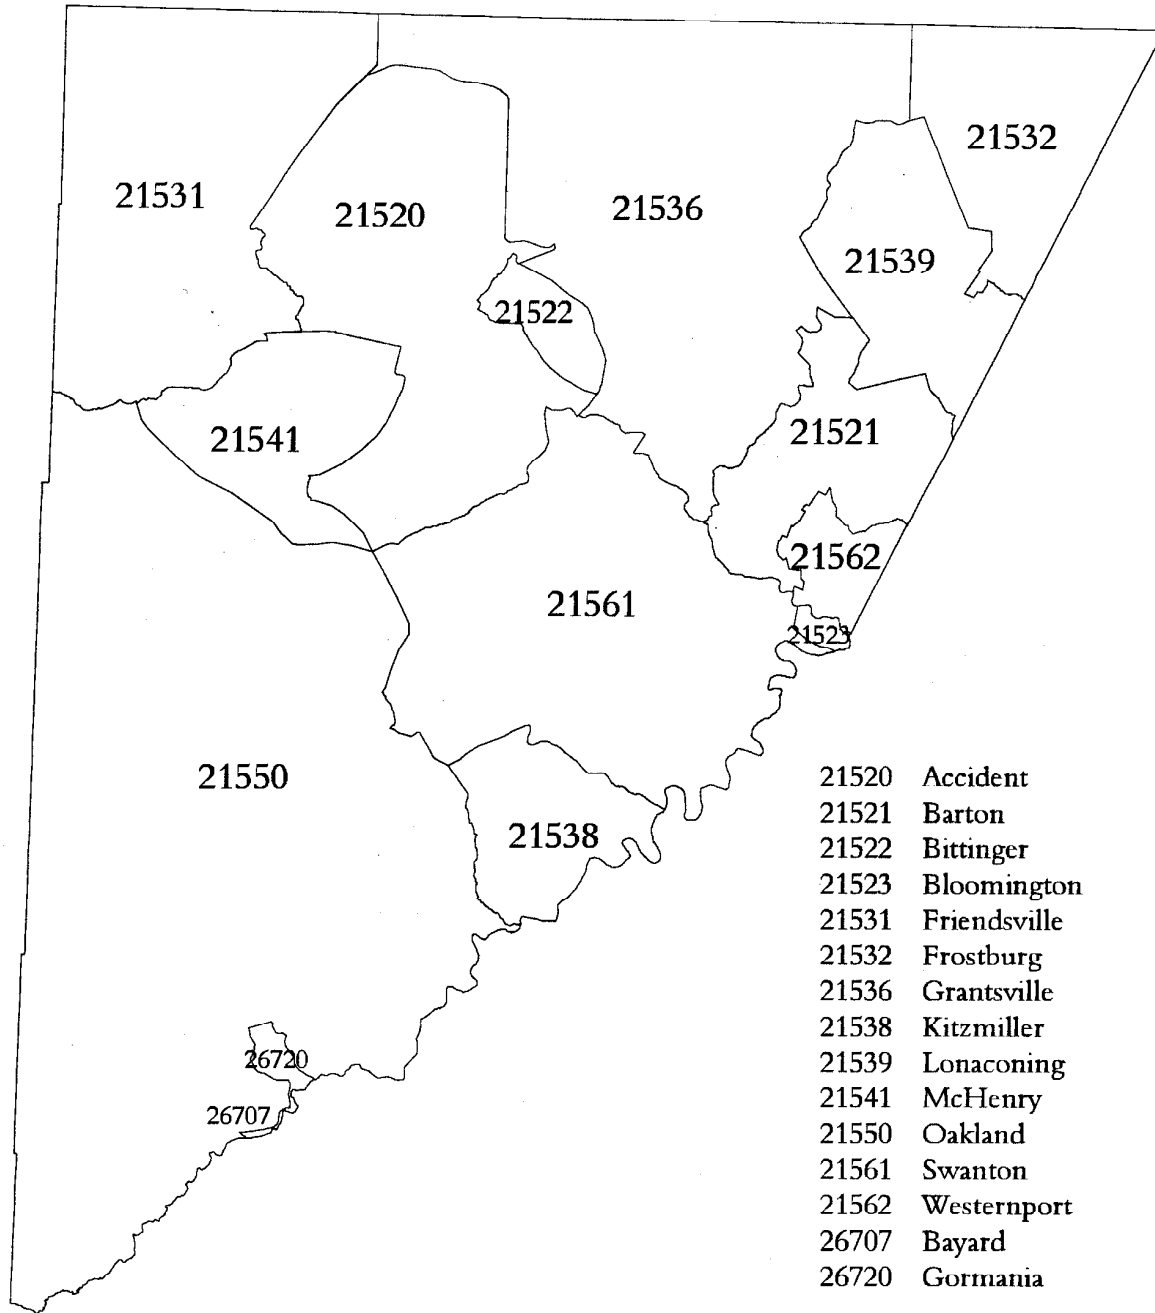 21532
21531
21520
21536
21539
21522
21541
21521
21562
21561
21523
21550
21538
26720
26707
21520 Accident
21521 Barton
21522 Bittinger
21523 Bloomington
21531 Friendsville
21532 Frostburg
21536 Grantsville
21538 Kitzmiller
21539 Lonaconing
21541 McHenry
21550 Oakland
21561 Swanton
21562 Westernport
26707 Bayard
26720 Gormania